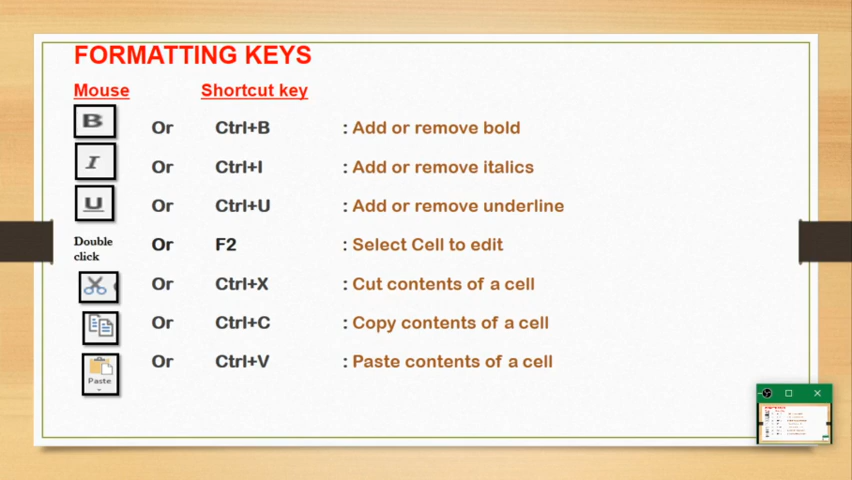 FORMATTING KEYS
Mouse Shortcut key
B Or Ctrl+B : Add or remove bold
I Or Ctrl+I : Add or remove italics
U Or Ctrl+U : Add or remove underline
Double click Or F2 : Select Cell to edit
Or Ctrl+X : Cut contents of a cell
Or Ctrl+C : Copy contents of a cell
Paste Or Ctrl+V : Paste contents of a cell